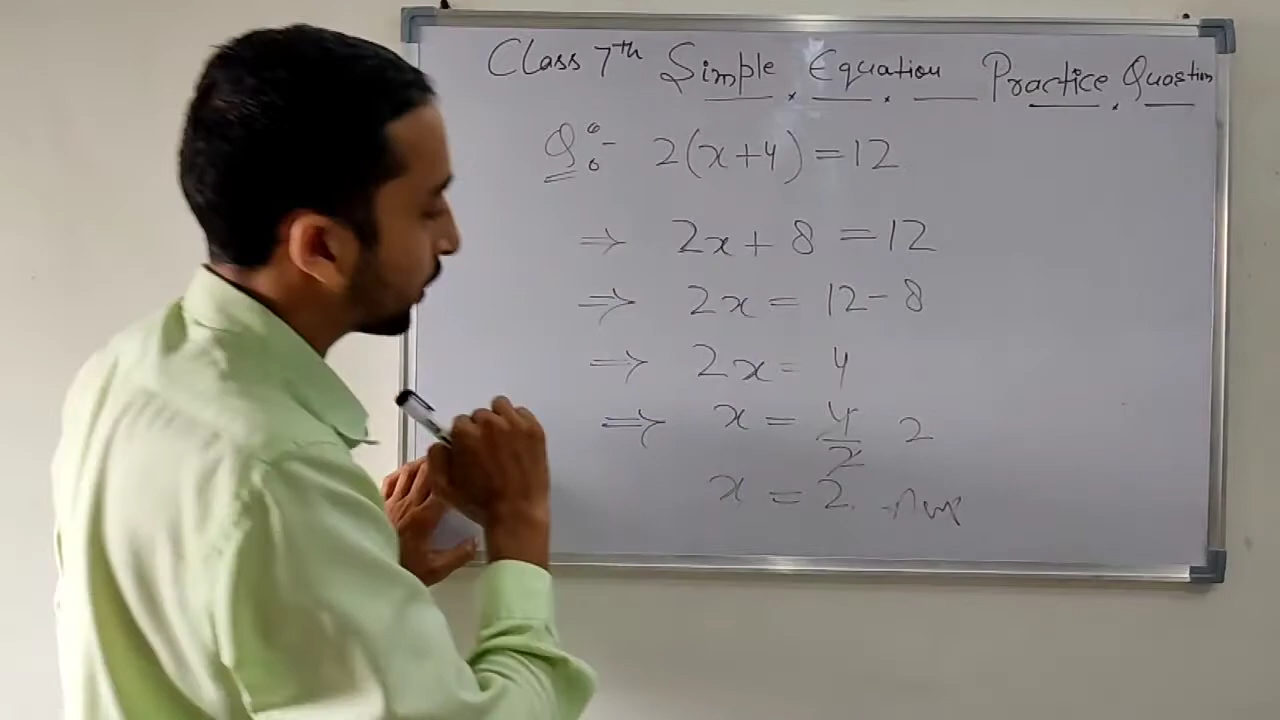 Class 7th Simple Equation Practice Question
Q:- 2(x+4)=12
⇒ 2x+8=12
⇒ 2x=12-8
⇒ 2x=4
⇒ x=4/2 2
x=2